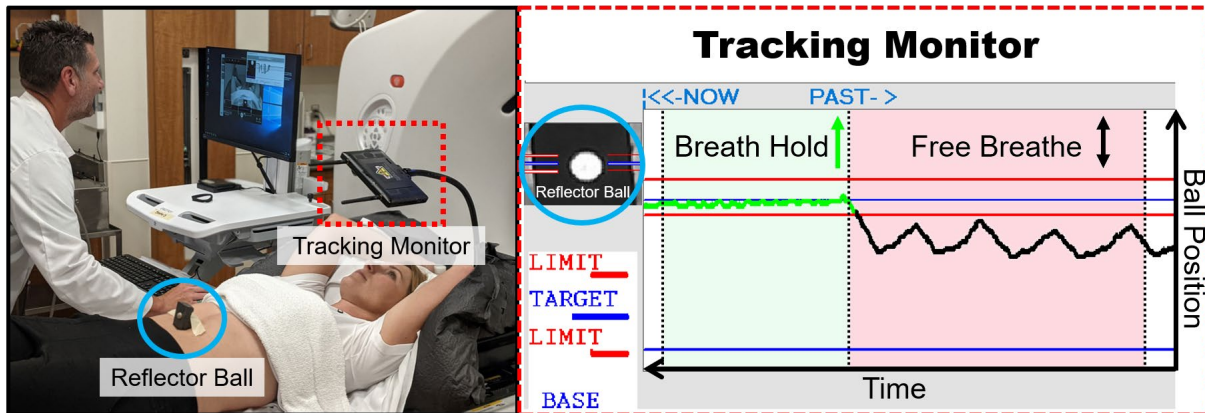 Tracking Monitor
Reflector Ball
Tracking Monitor
|<<-NOW
PAST->
Breath Hold
Free Breathe
Reflector Ball
Ball Position
LIMIT
TARGET
LIMIT
BASE
Time